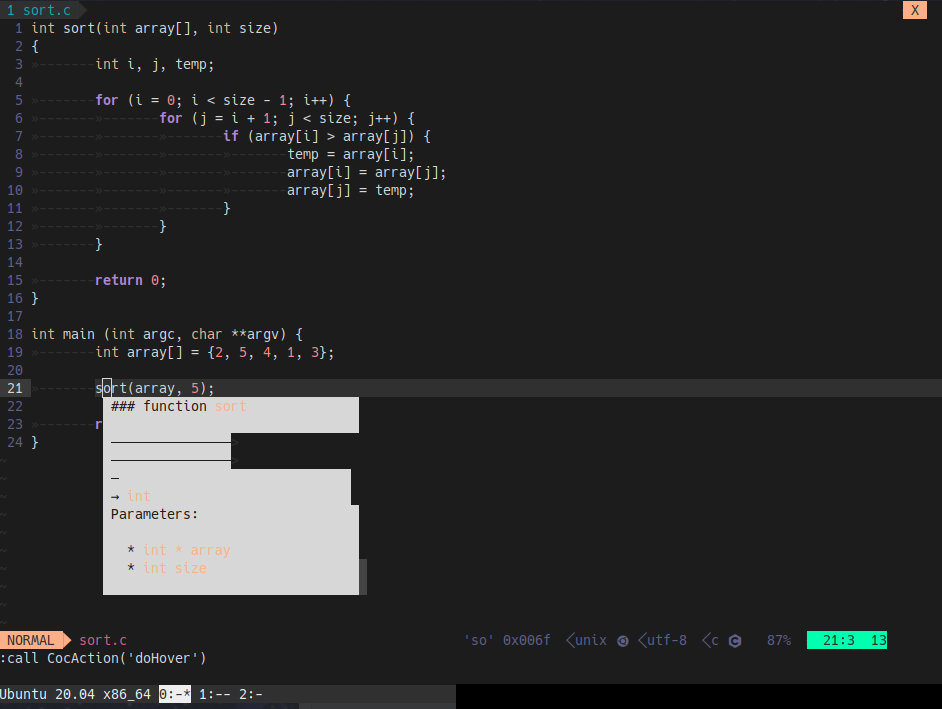 1 sort.c X
1 int sort(int array[], int size)
2 {
3 »-------int i, j, temp;
4
5 »-------for (i = 0; i < size - 1; i++) {
6 »-------»-------for (j = i + 1; j < size; j++) {
7 »-------»-------»-------if (array[i] > array[j]) {
8 »-------»-------»-------»-------temp = array[i];
9 »-------»-------»-------»-------array[i] = array[j];
10 »-------»-------»-------»-------array[j] = temp;
11 »-------»-------»-------}
12 »-------»-------}
13 »-------}
14
15 »-------return 0;
16 }
17
18 int main (int argc, char **argv) {
19 »-------int array[] = {2, 5, 4, 1, 3};
20
21 »-------sort(array, 5);
22 ### function sort
23 »-------r
24 } ───────────────
~ ───────────────
~ ─
~ → int
~ Parameters:
~
~ * int * array
~ * int size
~
~
~
NORMAL sort.c 'so' 0x006f <unix <utf-8 <c 87% 21:3 13
:call CocAction('doHover')
Ubuntu 20.04 x86_64 0:-* 1:-- 2:-